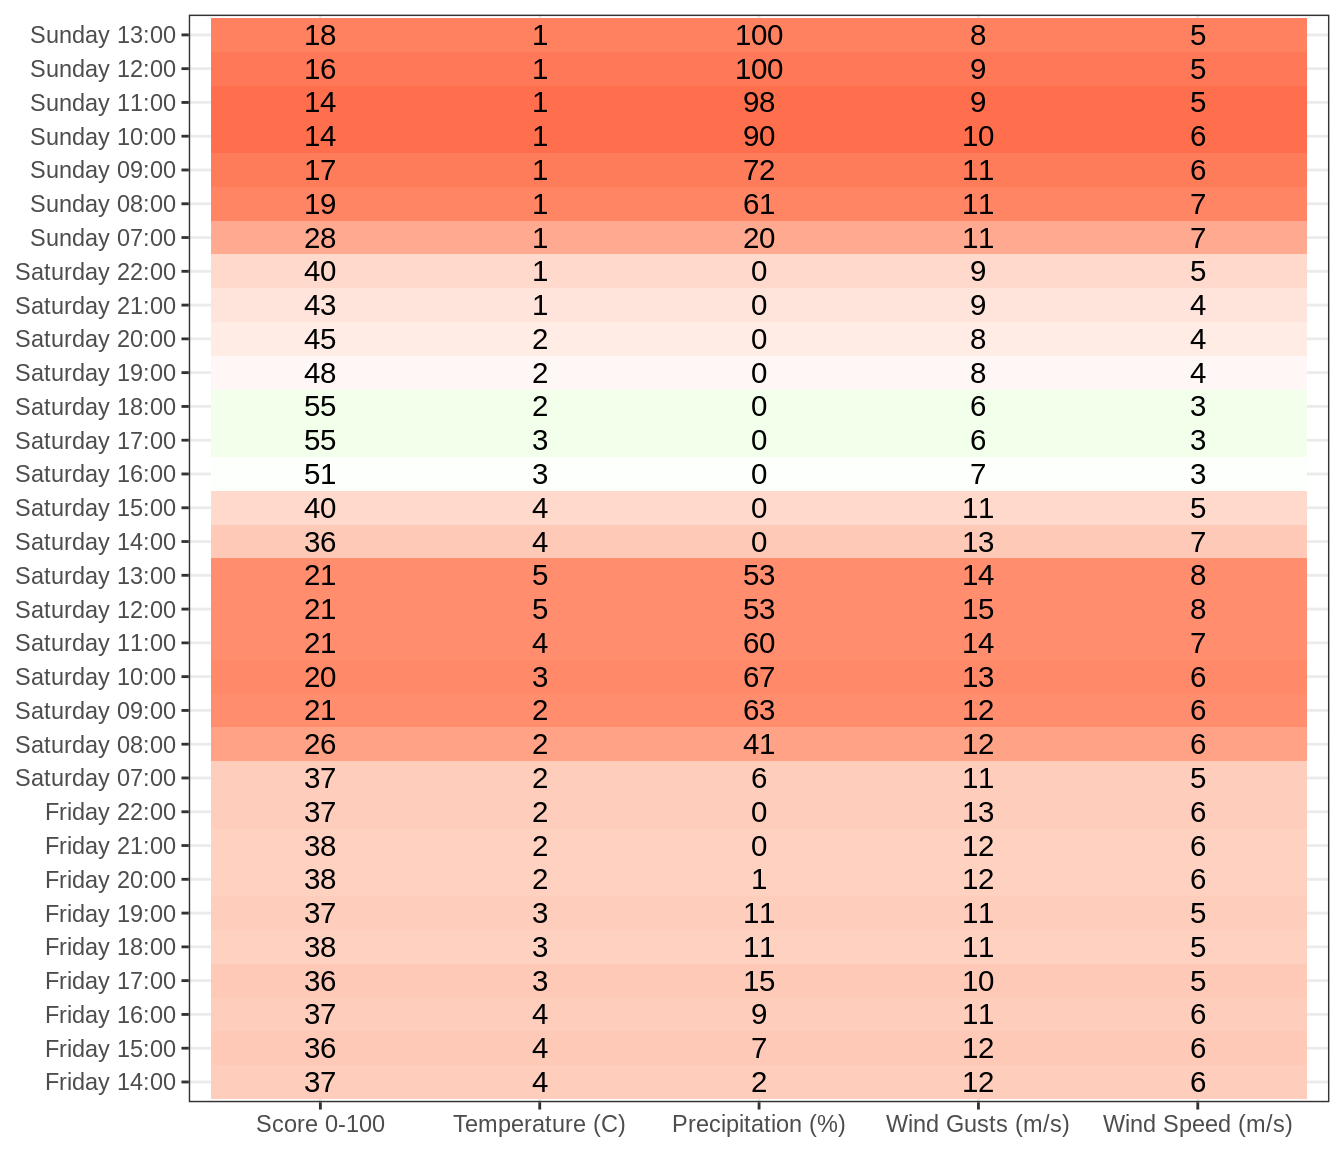 Sunday 13:00 18 1 100 8 5
Sunday 12:00 16 1 100 9 5
Sunday 11:00 14 1 98 9 5
Sunday 10:00 14 1 90 10 6
Sunday 09:00 17 1 72 11 6
Sunday 08:00 19 1 61 11 7
Sunday 07:00 28 1 20 11 7
Saturday 22:00 40 1 0 9 5
Saturday 21:00 43 1 0 9 4
Saturday 20:00 45 2 0 8 4
Saturday 19:00 48 2 0 8 4
Saturday 18:00 55 2 0 6 3
Saturday 17:00 55 3 0 6 3
Saturday 16:00 51 3 0 7 3
Saturday 15:00 40 4 0 11 5
Saturday 14:00 36 4 0 13 7
Saturday 13:00 21 5 53 14 8
Saturday 12:00 21 5 53 15 8
Saturday 11:00 21 4 60 14 7
Saturday 10:00 20 3 67 13 6
Saturday 09:00 21 2 63 12 6
Saturday 08:00 26 2 41 12 6
Saturday 07:00 37 2 6 11 5
Friday 22:00 37 2 0 13 6
Friday 21:00 38 2 0 12 6
Friday 20:00 38 2 1 12 6
Friday 19:00 37 3 11 11 5
Friday 18:00 38 3 11 11 5
Friday 17:00 36 3 15 10 5
Friday 16:00 37 4 9 11 6
Friday 15:00 36 4 7 12 6
Friday 14:00 37 4 2 12 6
Score 0-100 Temperature (C) Precipitation (%) Wind Gusts (m/s) Wind Speed (m/s)